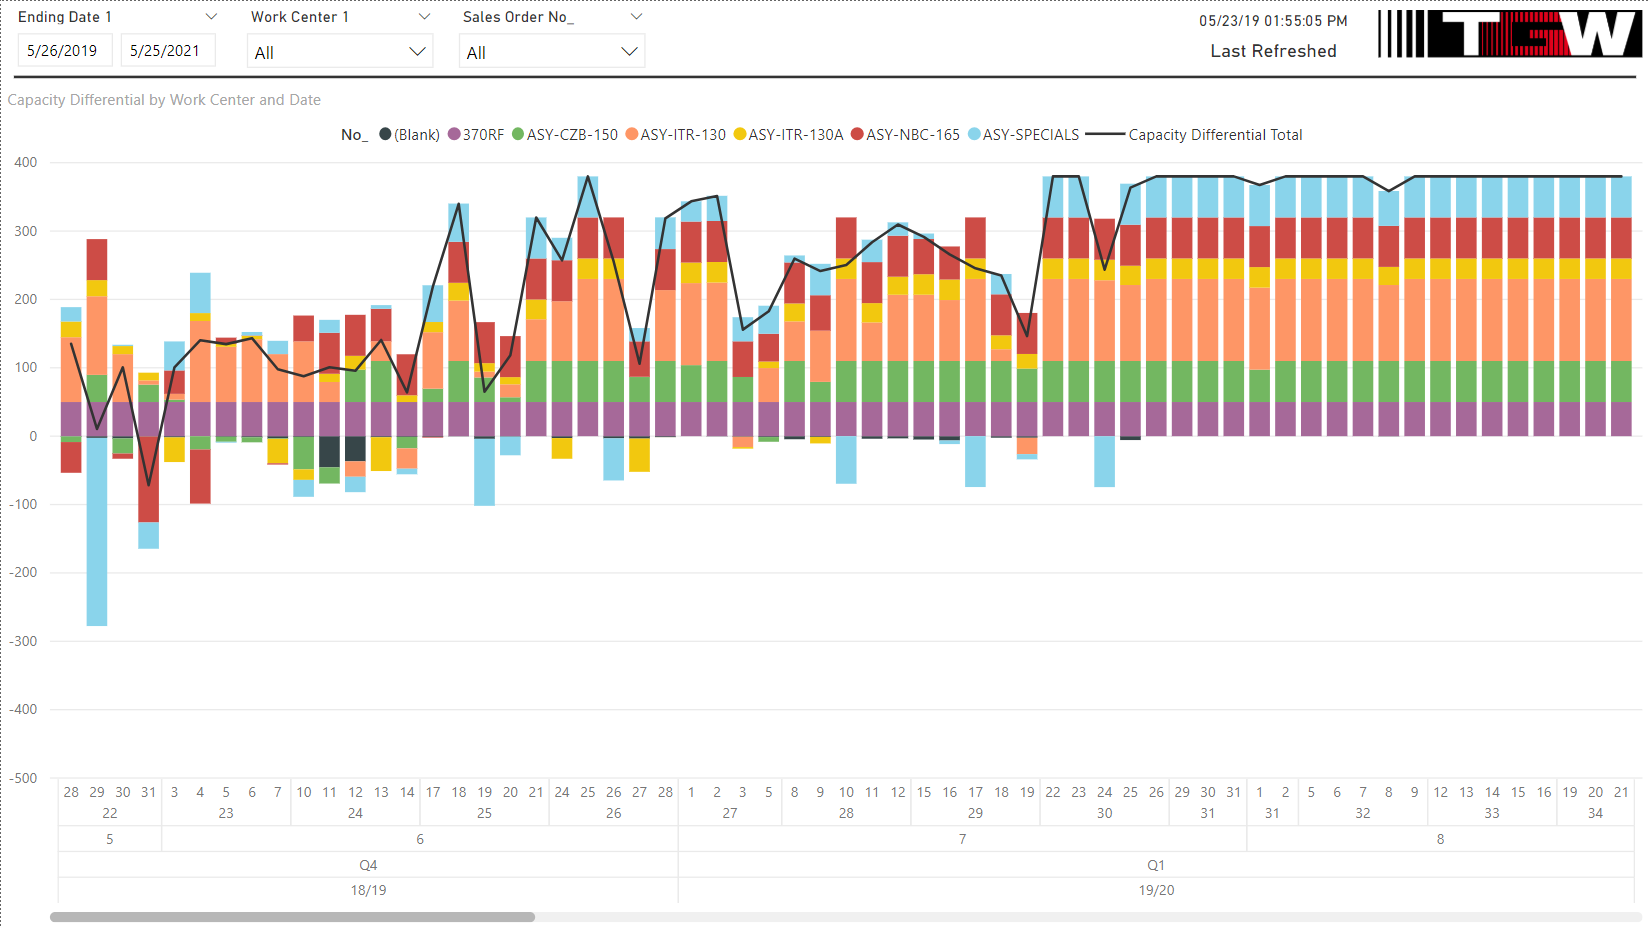 Ending Date 1 Work Center 1 Sales Order No_ 05/23/19 01:55:05 PM
5/26/2019 5/25/2021 All All Last Refreshed
TGW
Capacity Differential by Work Center and Date
No_ (Blank) 370RF ASY-CZB-150 ASY-ITR-130 ASY-ITR-130A ASY-NBC-165 ASY-SPECIALS Capacity Differential Total
400
300
200
100
0
-100
-200
-300
-400
-500
28 29 30 31 3 4 5 6 7 10 11 12 13 14 17 18 19 20 21 24 25 26 27 28 1 2 3 5 8 9 10 11 12 15 16 17 18 19 22 23 24 25 26 29 30 31 1 2 5 6 7 8 9 12 13 14 15 16 19 20 21
22 23 24 25 26 27 28 29 30 31 31 32 33 34
5 6 7 8
Q4 Q1
18/19 19/20